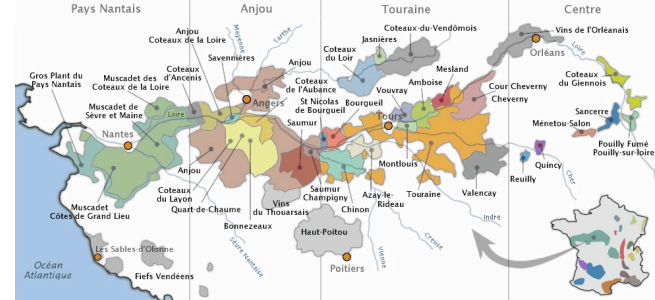 Pays Nantais
Anjou
Touraine
Centre
Anjou
Coteaux de la Loire
Mayenne
Sarthe
Coteaux-du-Vendômois
Vins de l'Orléanais
Jasnières
Coteaux
du Loir
Loire
Orléans
Savennières
Coteaux
d'Ancenis
Anjou
Gros Plant du
Pays Nantais
Muscadet des
Coteaux de la Loire
Coteaux
de l'Aubance
Mesland
Amboise
Vouvray
Coteaux
du Giennois
Cour Cheverny
Cheverny
Angers
St Nicolas
de Bourgueil
Bourgueil
Muscadet de
Sèvre et Maine
Loire
Saumur
Tours
Sancerre
Ménetou-Salon
Nantes
Pouilly Fumé
Pouilly-sur-loire
Quincy
Reuilly
Cher
Anjou
Montlouis
Coteaux
du Layon
Quart-de-Chaume
Bonnezeaux
Vins
du Thouarsais
Saumur
Champigny
Chinon
Azay-le-
Rideau
Touraine
Valencay
Muscadet
Côtes de Grand Lieu
Indre
Creuse
Vienne
Sèvre Nantaise
Haut-Poitou
Les Sables-d'Olonne
Océan
Atlantique
Fiefs Vendéens
Poitiers